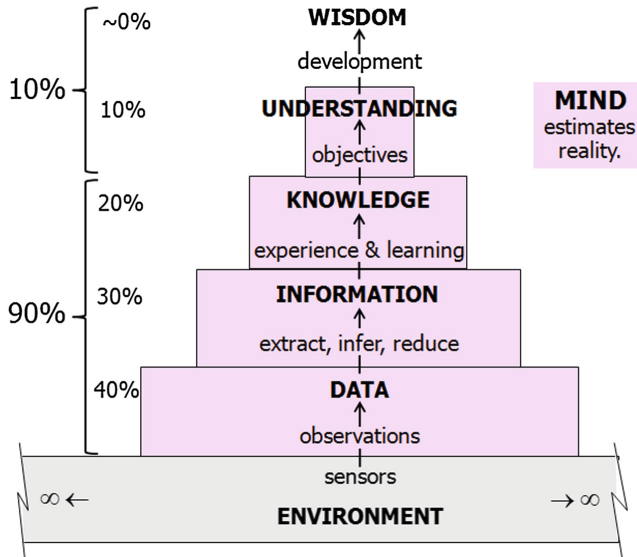 ~0%
WISDOM
development
10%
10%
UNDERSTANDING
objectives
MIND
estimates
reality.
20%
KNOWLEDGE
experience & learning
30%
INFORMATION
extract, infer, reduce
90%
40%
DATA
observations
sensors
∞ ←
→ ∞
ENVIRONMENT